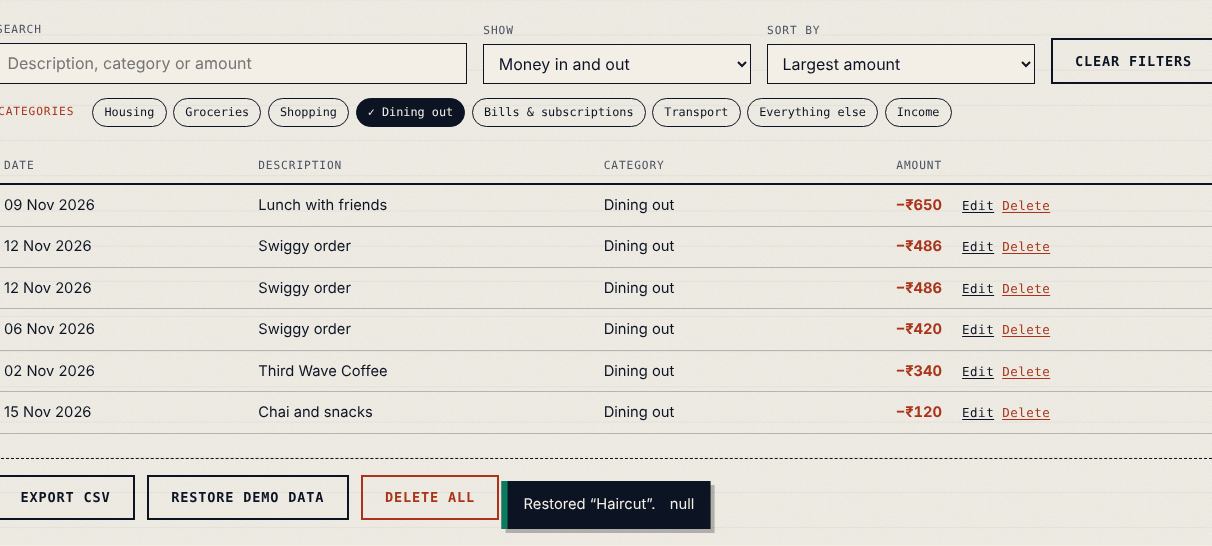 SEARCH
SHOW
SORT BY
Description, category or amount
Money in and out
Largest amount
CLEAR FILTERS
CATEGORIES Housing Groceries Shopping ✓ Dining out Bills & subscriptions Transport Everything else Income
DATE DESCRIPTION CATEGORY AMOUNT
09 Nov 2026 Lunch with friends Dining out −₹650 Edit Delete
12 Nov 2026 Swiggy order Dining out −₹486 Edit Delete
12 Nov 2026 Swiggy order Dining out −₹486 Edit Delete
06 Nov 2026 Swiggy order Dining out −₹420 Edit Delete
02 Nov 2026 Third Wave Coffee Dining out −₹340 Edit Delete
15 Nov 2026 Chai and snacks Dining out −₹120 Edit Delete
EXPORT CSV RESTORE DEMO DATA DELETE ALL Restored “Haircut”. null